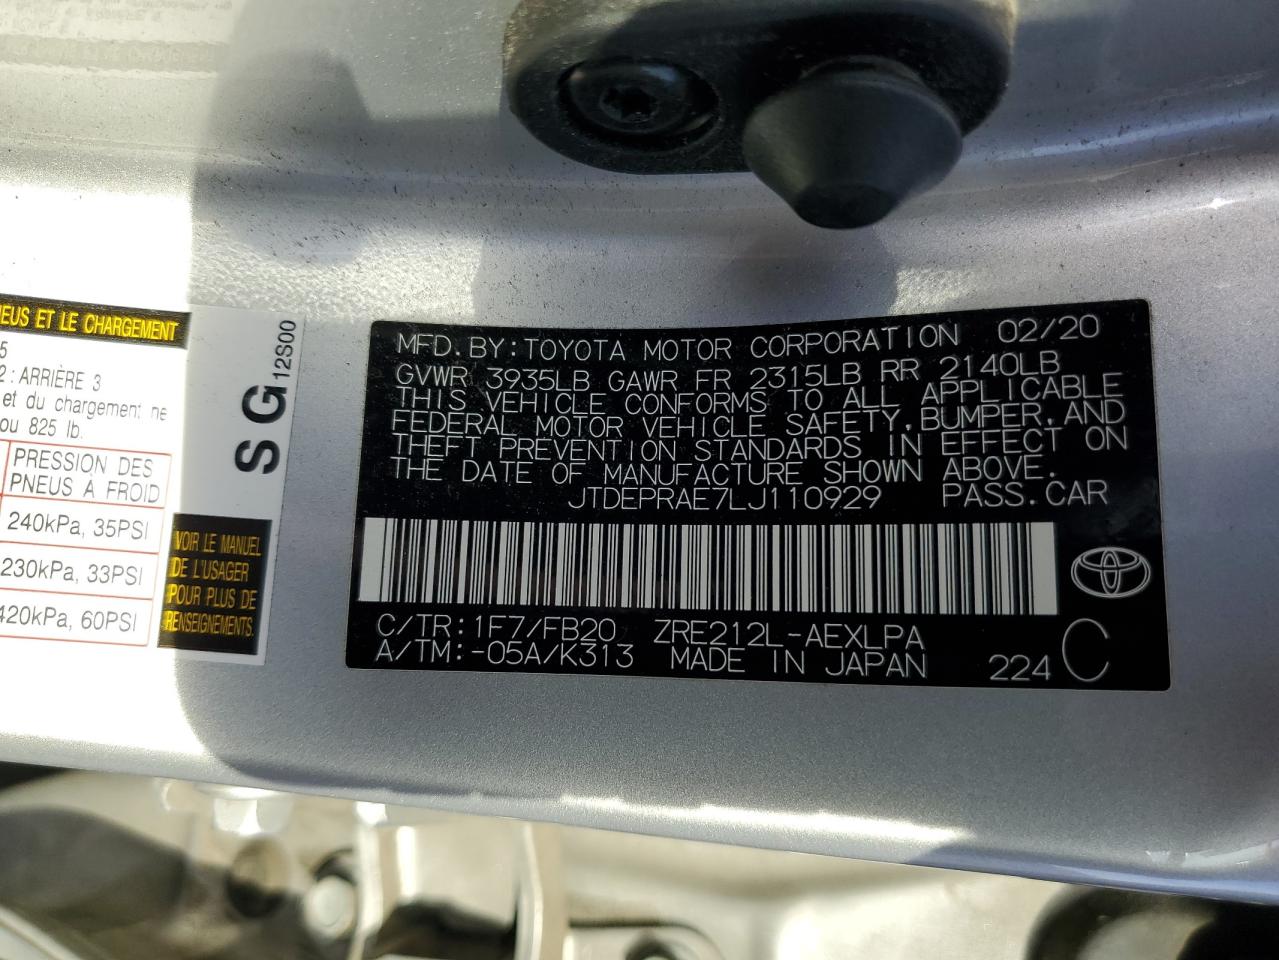 MFD.BY:TOYOTA MOTOR CORPORATION 02/20
GVWR 3935LB GAWR FR 2315LB RR 2140LB
THIS VEHICLE CONFORMS TO ALL APPLICABLE
FEDERAL MOTOR VEHICLE SAFETY,BUMPER,AND
THEFT PREVENTION STANDARDS IN EFFECT ON
THE DATE OF MANUFACTURE SHOWN ABOVE.
JTDEPRAE7LJ110929 PASS.CAR
C/TR:1F7/FB20 ZRE212L-AEXLPA
A/TM:-05A/K313 MADE IN JAPAN 224 C
NEUS ET LE CHARGEMENT
5
2: ARRIÈRE 3
et du chargement ne
ou 825 lb.
PRESSION DES
PNEUS À FROID
240kPa, 35PSI
230kPa, 33PSI
420kPa, 60PSI
SG
12S00
VOIR LE MANUEL
DE L'USAGER
POUR PLUS DE
RENSEIGNEMENTS.